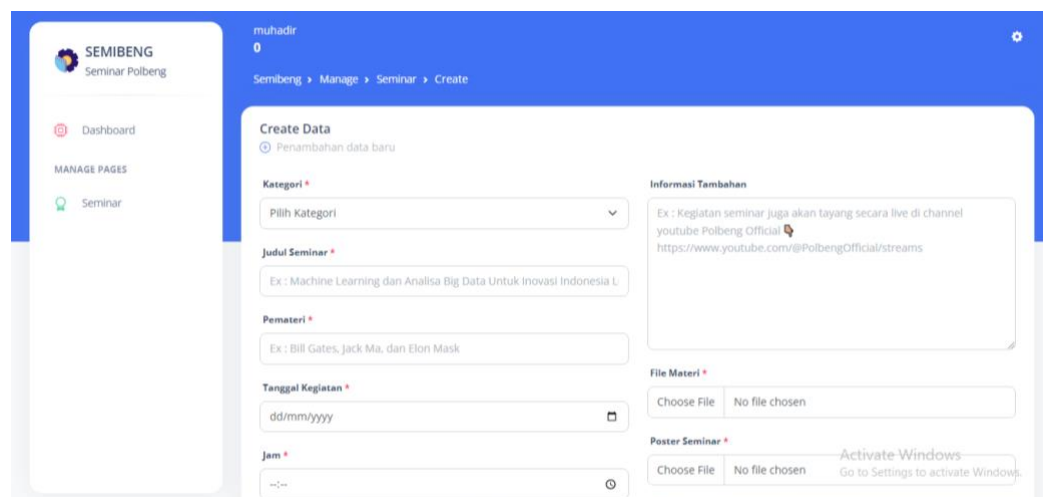 SEMIBENG
Seminar Polbeng
Dashboard
MANAGE PAGES
Seminar
muhadir
0
Semibeng > Manage > Seminar > Create
Create Data
Penambahan data baru
Kategori *
Pilih Kategori
Judul Seminar *
Ex : Machine Learning dan Analisa Big Data Untuk Inovasi Indonesia L
Pemateri *
Ex : Bill Gates, Jack Ma, dan Elon Mask
Tanggal Kegiatan *
dd/mm/yyyy
Jam *
--:--
Informasi Tambahan
Ex : Kegiatan seminar juga akan tayang secara live di channel
youtube Polbeng Official 👇🏽
https://www.youtube.com/@PolbengOfficial/streams
File Materi *
Choose File No file chosen
Poster Seminar *
Choose File No file chosen
Activate Windows
Go to Settings to activate Windows.